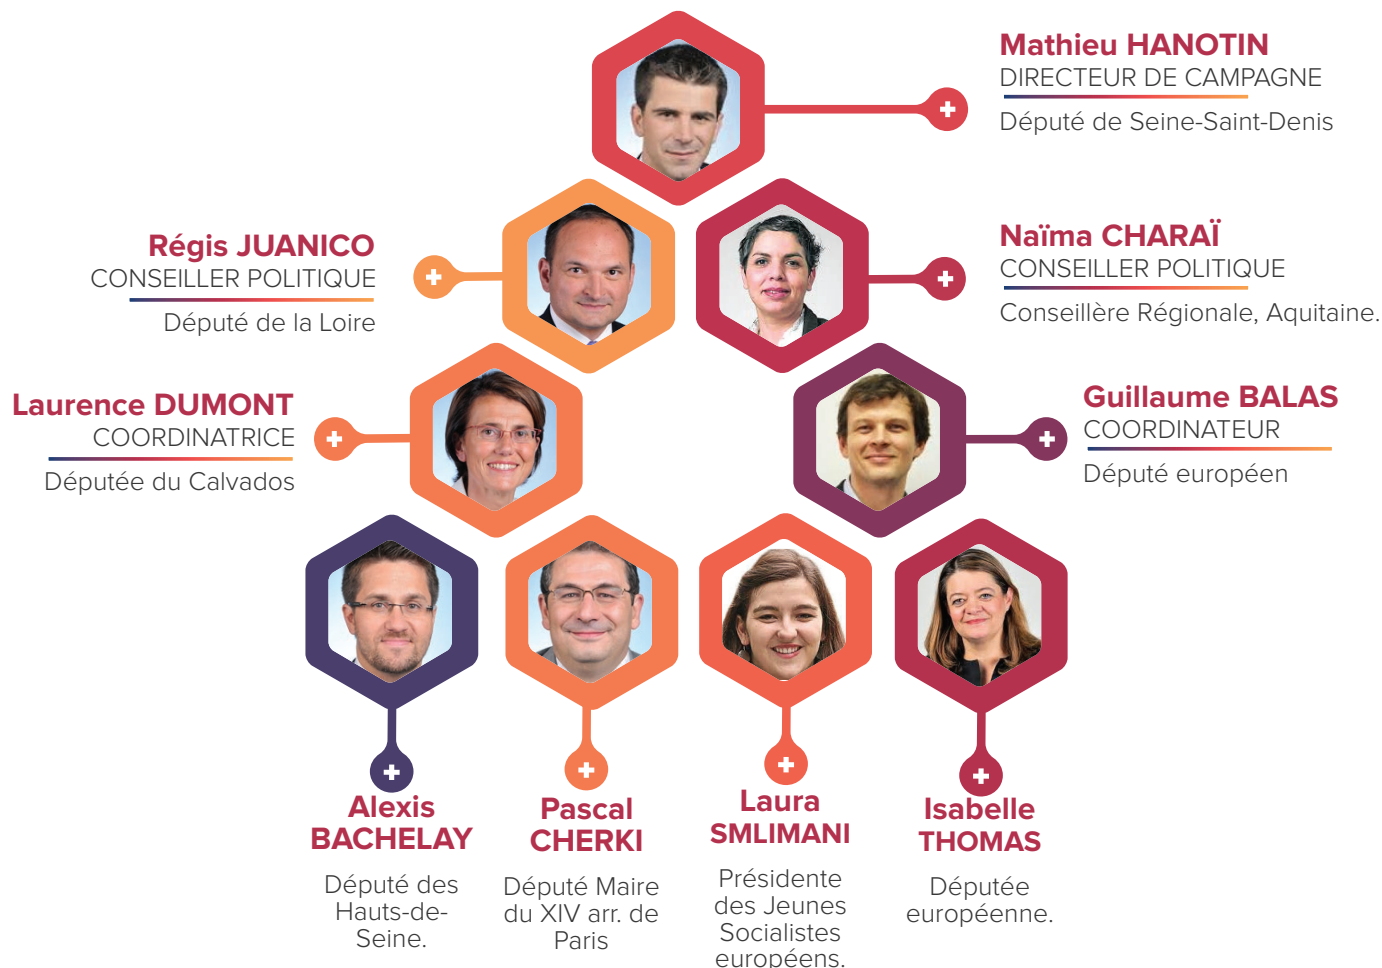 Mathieu HANOTIN
DIRECTEUR DE CAMPAGNE
Député de Seine-Saint-Denis
Régis JUANICO
CONSEILLER POLITIQUE
Député de la Loire
Naïma CHARAÏ
CONSEILLER POLITIQUE
Conseillère Régionale, Aquitaine.
Laurence DUMONT
COORDINATRICE
Députée du Calvados
Guillaume BALAS
COORDINATEUR
Député européen
Alexis
BACHELAY
Député des
Hauts-de-
Seine.
Pascal
CHERKI
Député Maire
du XIV arr. de
Paris
Laura
SMLIMANI
Présidente
des Jeunes
Socialistes
européens.
Isabelle
THOMAS
Députée
européenne.